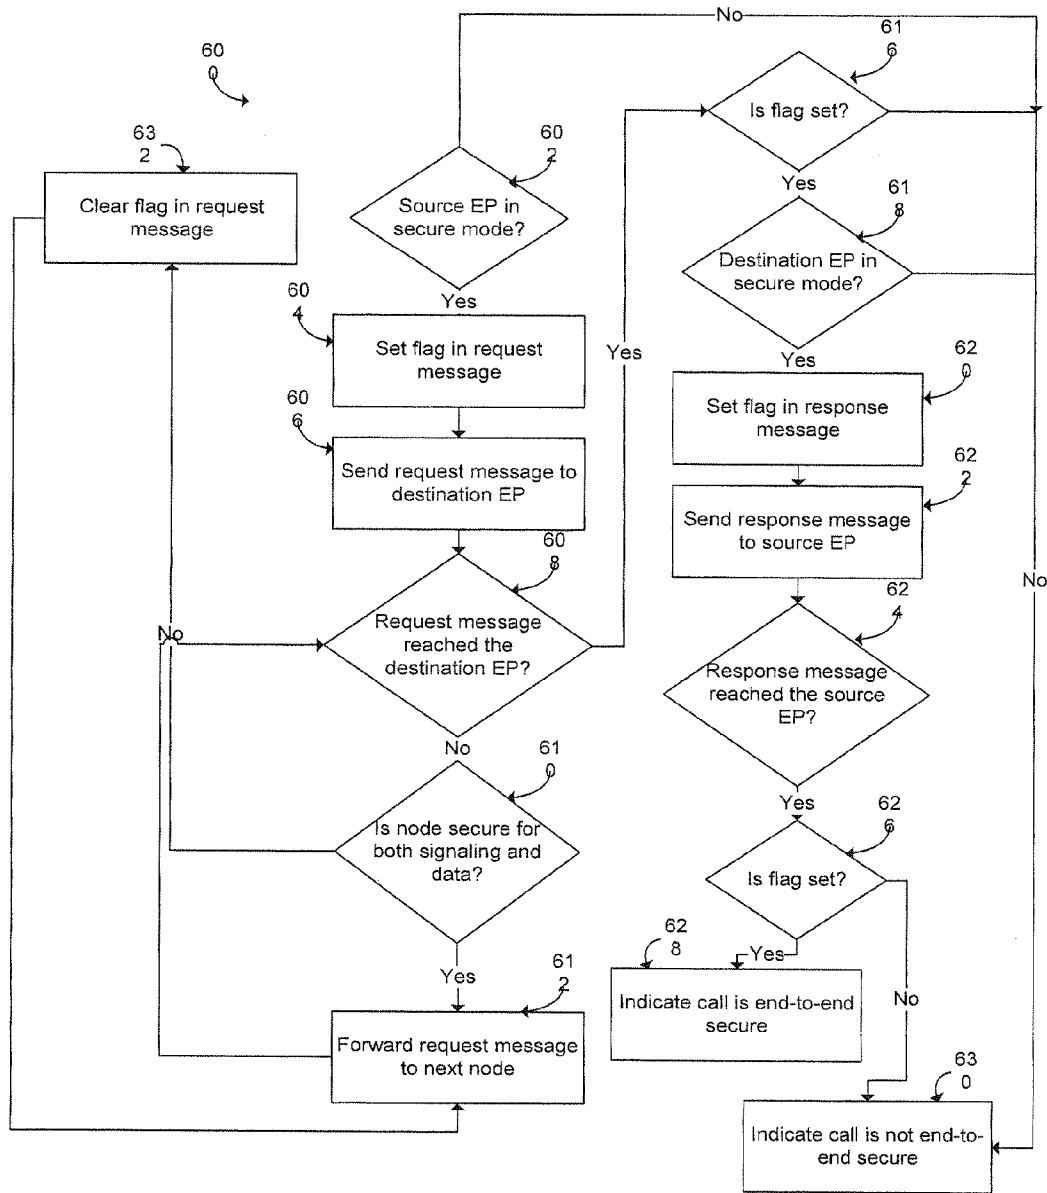 No
60
0
61
6
Is flag set?
63
2
Clear flag in request
message
60
2
Source EP in
secure mode?
Yes
Yes
61
8
Destination EP in
secure mode?
Yes
60
4
Set flag in request
message
Yes
62
0
Set flag in response
message
60
6
Send request message to
destination EP
62
2
Send response message
to source EP
60
8
Request message
reached the
destination EP?
No
No
62
4
Response message
reached the source
EP?
No
61
0
Is node secure for
both signaling and
data?
Yes
62
6
Is flag set?
Yes
61
2
Forward request message
to next node
62
8
Yes
Indicate call is end-to-end
secure
No
63
0
Indicate call is not end-to-
end secure